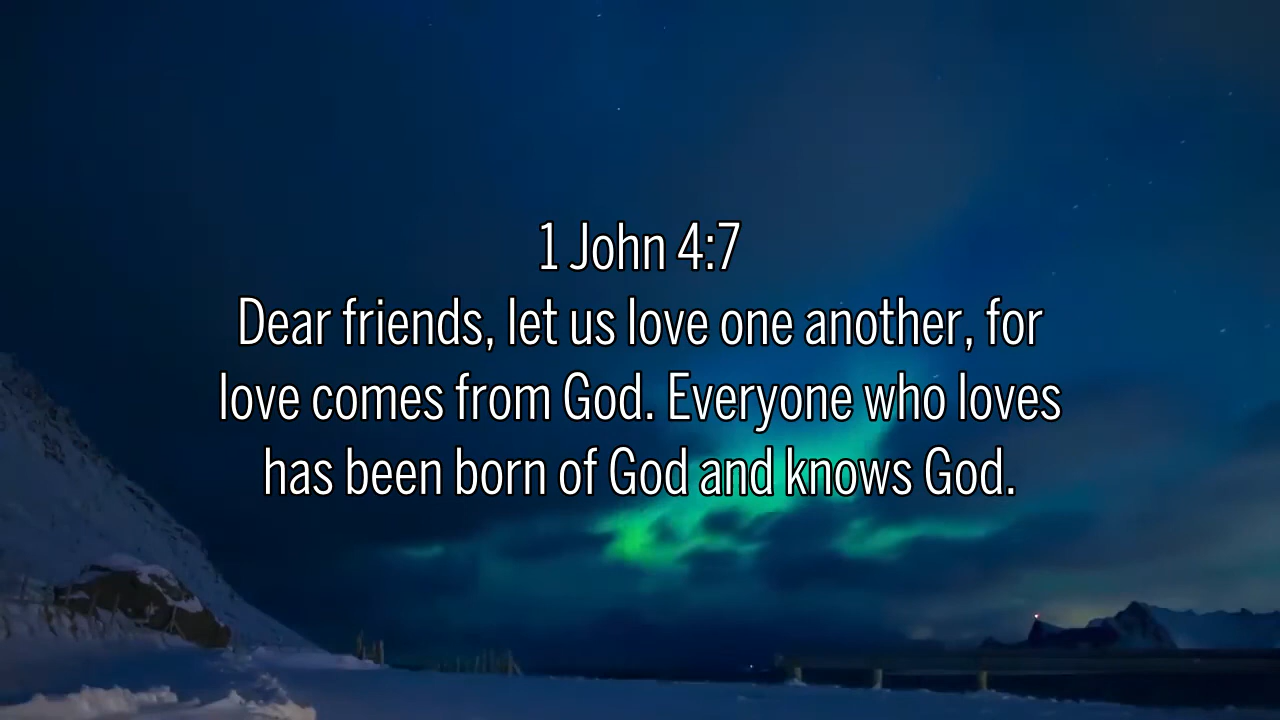 1 John 4:7
Dear friends, let us love one another, for
love comes from God. Everyone who loves
has been born of God and knows God.